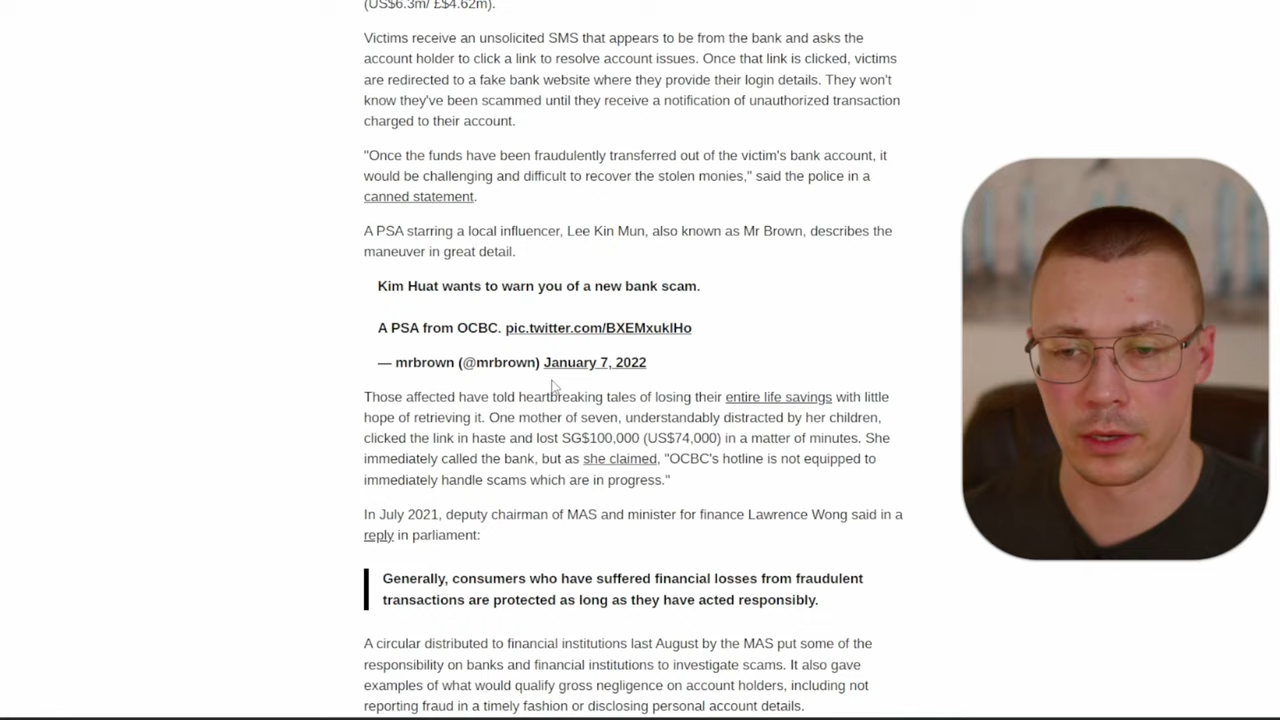 (US$6.3m/ £$4.62m).
Victims receive an unsolicited SMS that appears to be from the bank and asks the
account holder to click a link to resolve account issues. Once that link is clicked, victims
are redirected to a fake bank website where they provide their login details. They won't
know they've been scammed until they receive a notification of unauthorized transaction
charged to their account.
"Once the funds have been fraudulently transferred out of the victim's bank account, it
would be challenging and difficult to recover the stolen monies," said the police in a
canned statement.
A PSA starring a local influencer, Lee Kin Mun, also known as Mr Brown, describes the
maneuver in great detail.
Kim Huat wants to warn you of a new bank scam.
A PSA from OCBC. pic.twitter.com/BXEMxuklHo
— mrbrown (@mrbrown) January 7, 2022
Those affected have told heartbreaking tales of losing their entire life savings with little
hope of retrieving it. One mother of seven, understandably distracted by her children,
clicked the link in haste and lost SG$100,000 (US$74,000) in a matter of minutes. She
immediately called the bank, but as she claimed, "OCBC's hotline is not equipped to
immediately handle scams which are in progress."
In July 2021, deputy chairman of MAS and minister for finance Lawrence Wong said in a
reply in parliament:
Generally, consumers who have suffered financial losses from fraudulent
transactions are protected as long as they have acted responsibly.
A circular distributed to financial institutions last August by the MAS put some of the
responsibility on banks and financial institutions to investigate scams. It also gave
examples of what would qualify gross negligence on account holders, including not
reporting fraud in a timely fashion or disclosing personal account details.